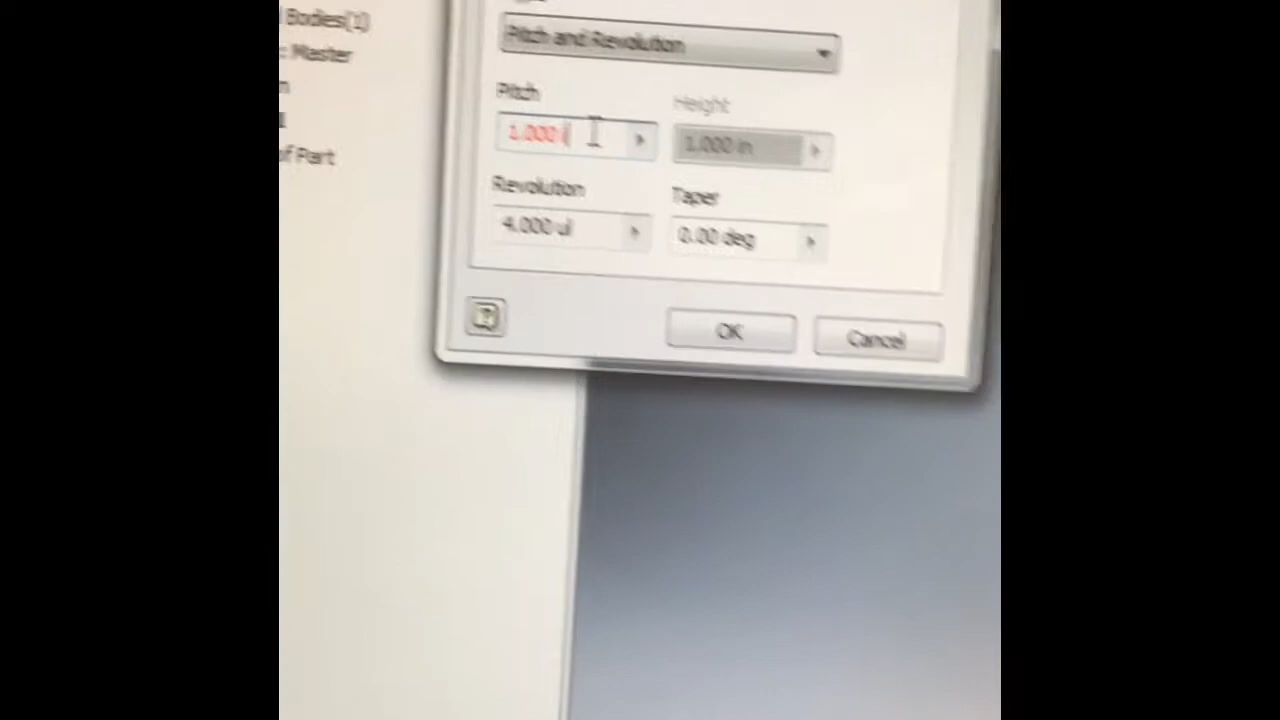 Bodies(1)
: Master
of Part
Pitch and Revolution
Pitch
Height
1.000 i
1.000 in
Revolution
Taper
4.000 ul
0.00 deg
OK
Cancel